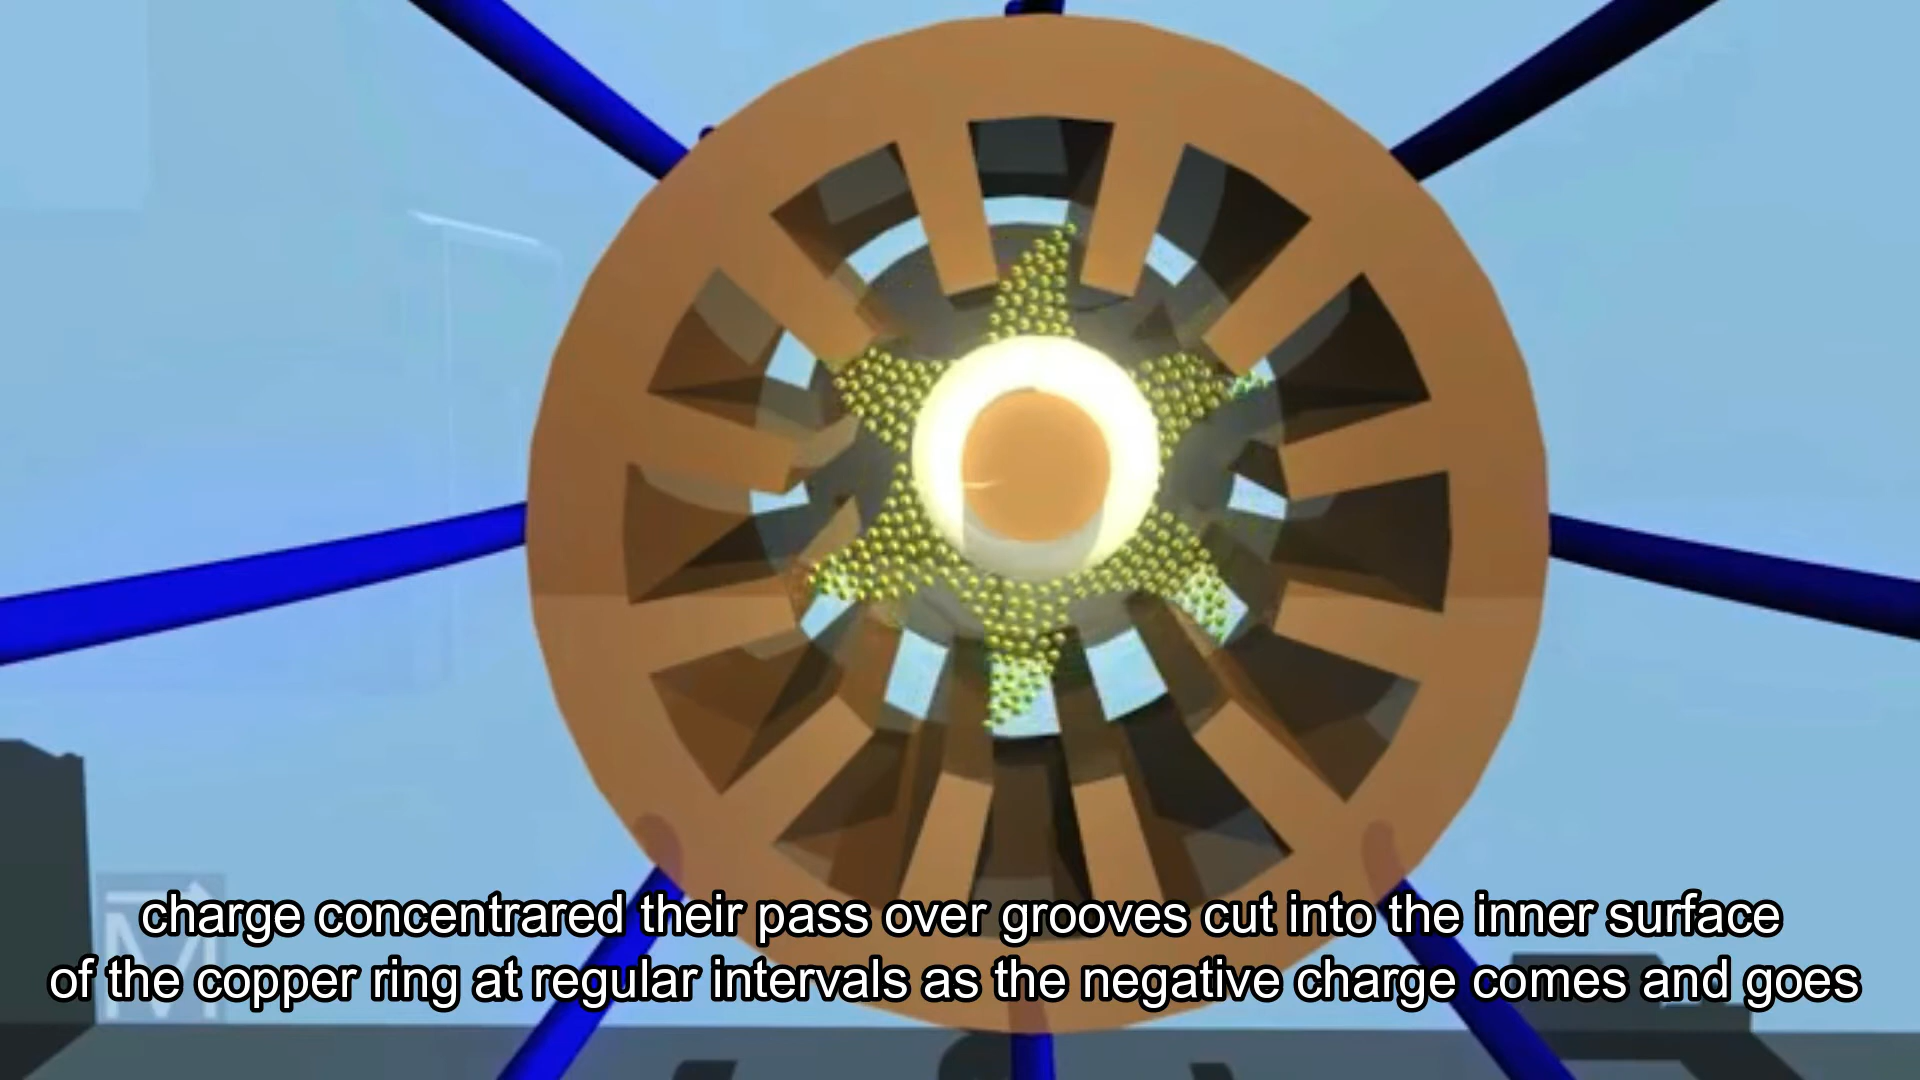 charge concentrared their pass over grooves cut into the inner surface
of the copper ring at regular intervals as the negative charge comes and goes